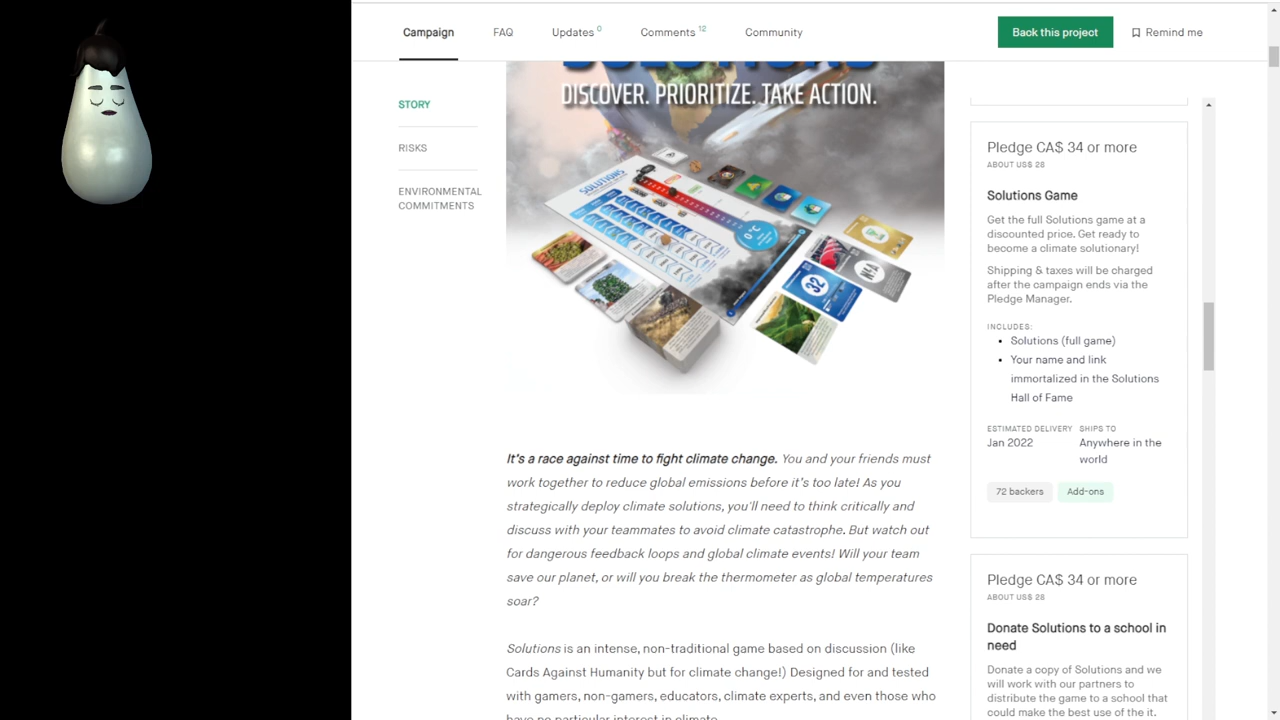 Campaign
FAQ
Updates 0
Comments 12
Community
Back this project
Remind me
STORY
RISKS
ENVIRONMENTAL
COMMITMENTS
DISCOVER. PRIORITIZE. TAKE ACTION.
SOLUTIONS
0°C
32
It's a race against time to fight climate change. You and your friends must
work together to reduce global emissions before it's too late! As you
strategically deploy climate solutions, you'll need to think critically and
discuss with your teammates to avoid climate catastrophe. But watch out
for dangerous feedback loops and global climate events! Will your team
save our planet, or will you break the thermometer as global temperatures
soar?
Solutions is an intense, non-traditional game based on discussion (like
Cards Against Humanity but for climate change!) Designed for and tested
with gamers, non-gamers, educators, climate experts, and even those who
have no particular interest in climate.
Pledge CA$ 34 or more
ABOUT US$ 28
Solutions Game
Get the full Solutions game at a
discounted price. Get ready to
become a climate solutionary!
Shipping & taxes will be charged
after the campaign ends via the
Pledge Manager.
INCLUDES:
• Solutions (full game)
• Your name and link
immortalized in the Solutions
Hall of Fame
ESTIMATED DELIVERY SHIPS TO
Jan 2022 Anywhere in the
world
72 backers Add-ons
Pledge CA$ 34 or more
ABOUT US$ 28
Donate Solutions to a school in
need
Donate a copy of Solutions and we
will work with our partners to
distribute the game to a school that
could make the best use of the it.